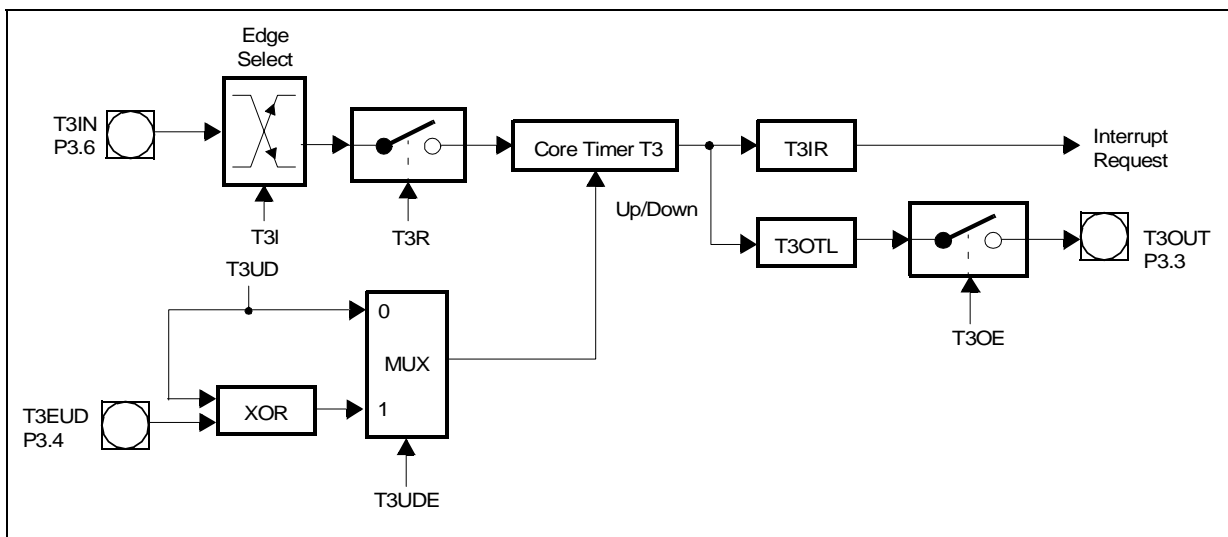 Edge
Select
T3IN
P3.6
Core Timer T3
T3IR
Interrupt
Request
Up/Down
T3I
T3R
T3OTL
T3OUT
P3.3
T3UD
0
MUX
T3OE
T3EUD
P3.4
XOR
1
T3UDE